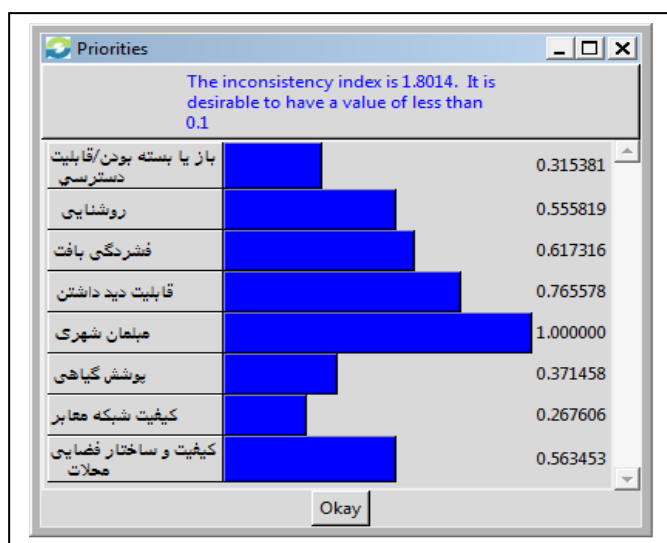 Priorities
The inconsistency index is 1.8014. It is
desirable to have a value of less than
0.1
باز یا بسته بودن/قابلیت
دسترسي
0.315381
روشنایی
0.555819
فشردگی بافت
0.617316
قابلیت دید داشتن
0.765578
مبلمان شهری
1.000000
پوشش گیاهی
0.371458
کیفیت شبکه معابر
0.267606
کیفیت و ساختار فضایی
محلات
0.563453
Okay